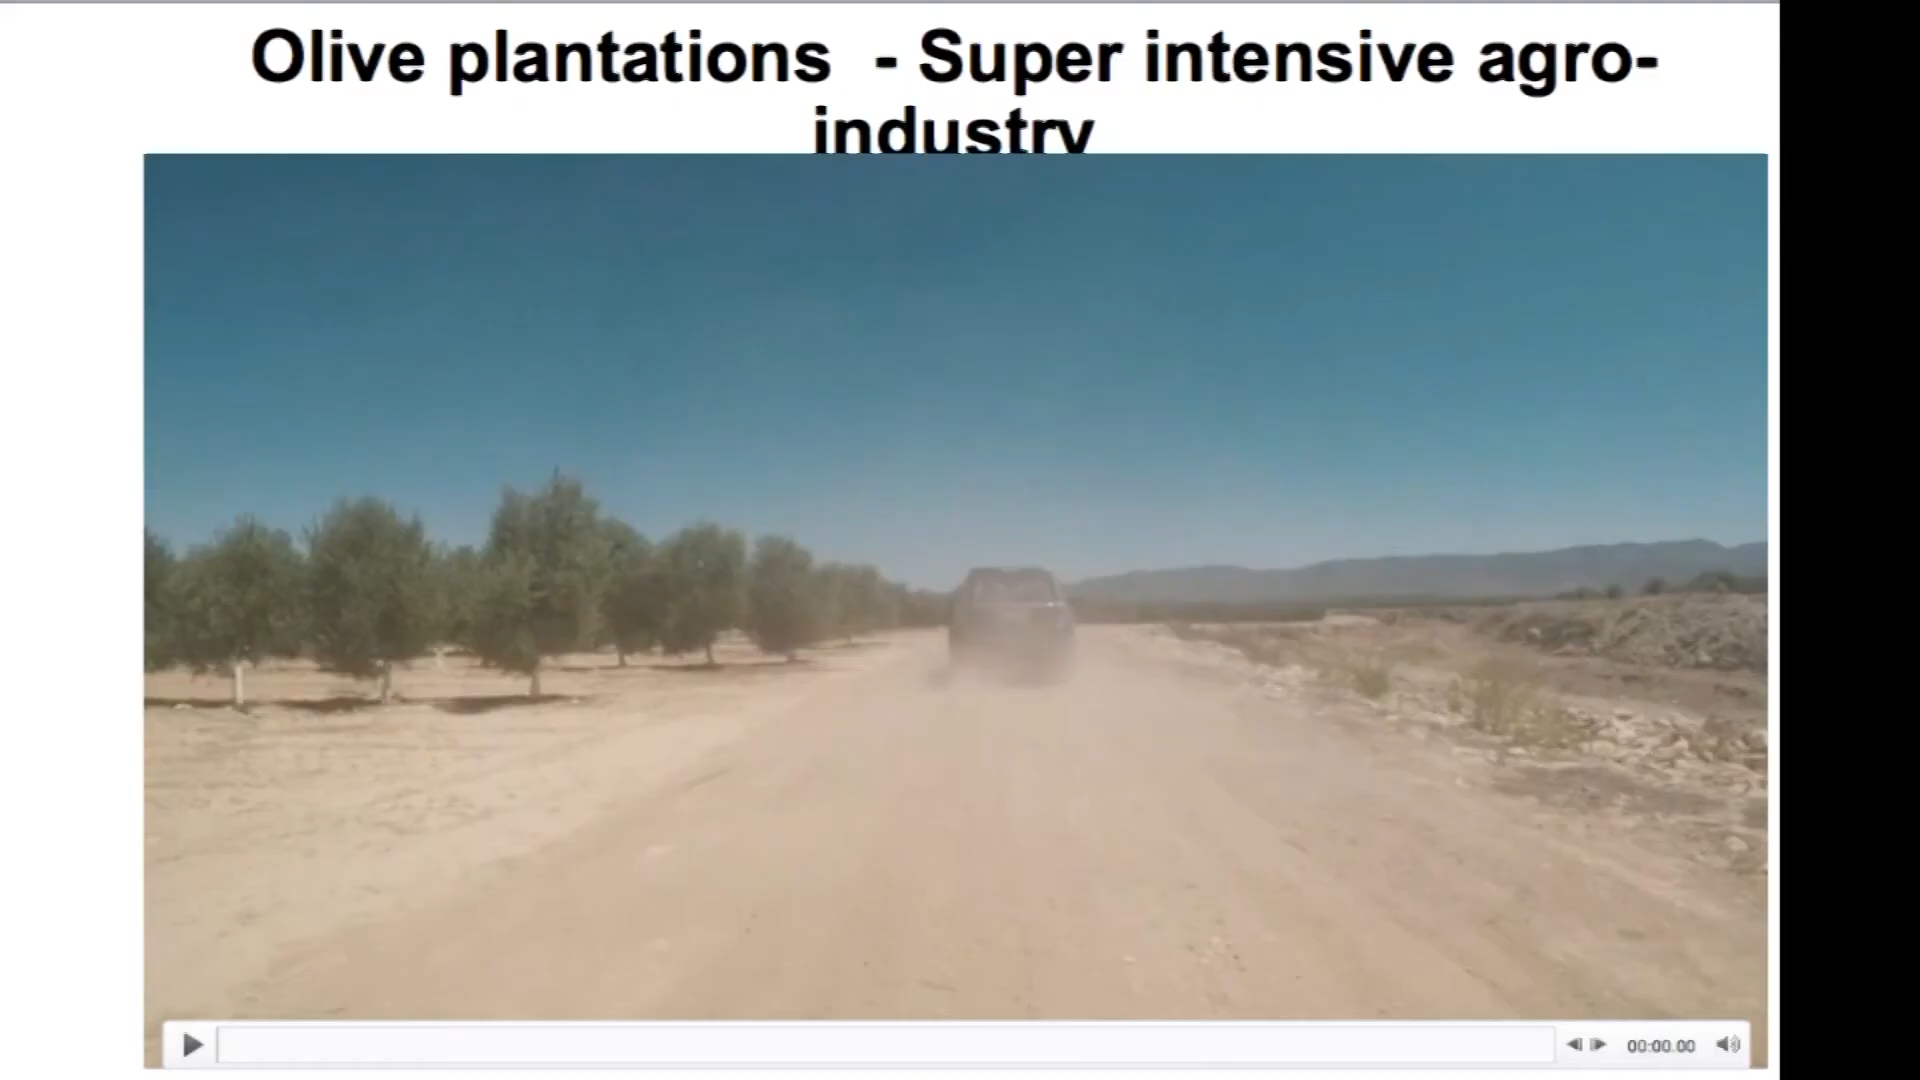 Olive plantations - Super intensive agro-
industry
00:00.00